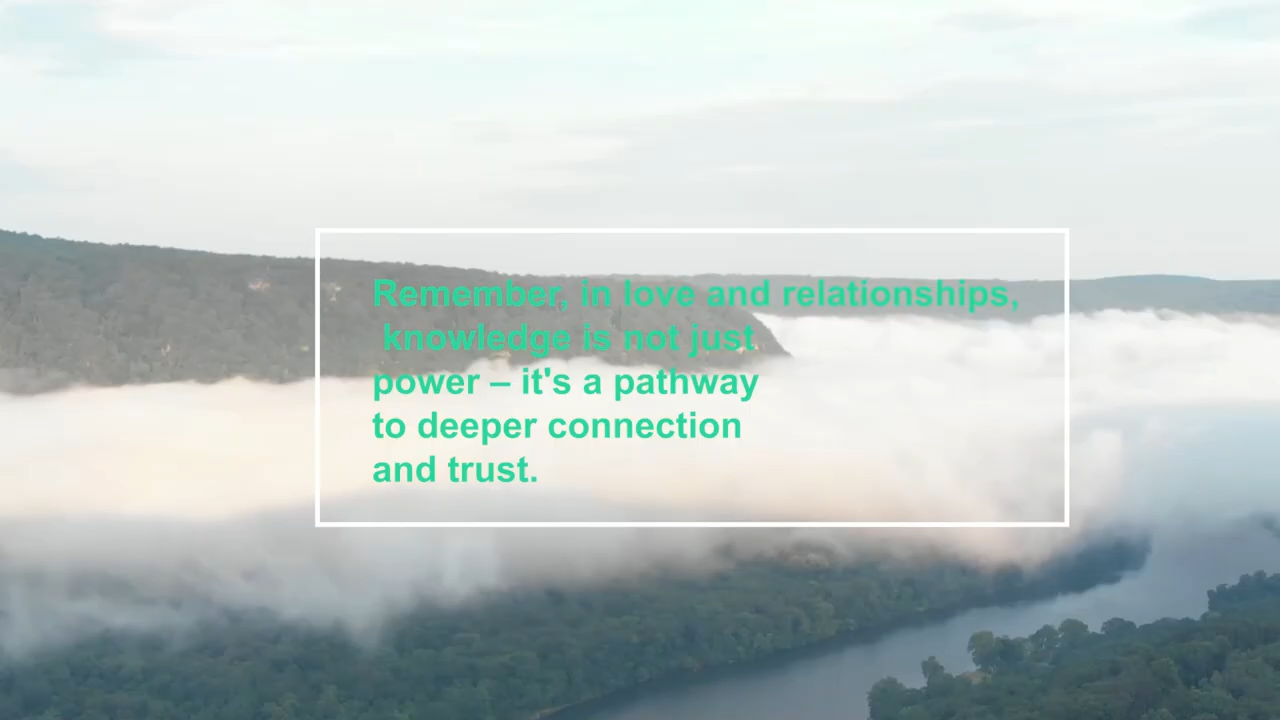 Remember, in love and relationships,
knowledge is not just
power – it's a pathway
to deeper connection
and trust.